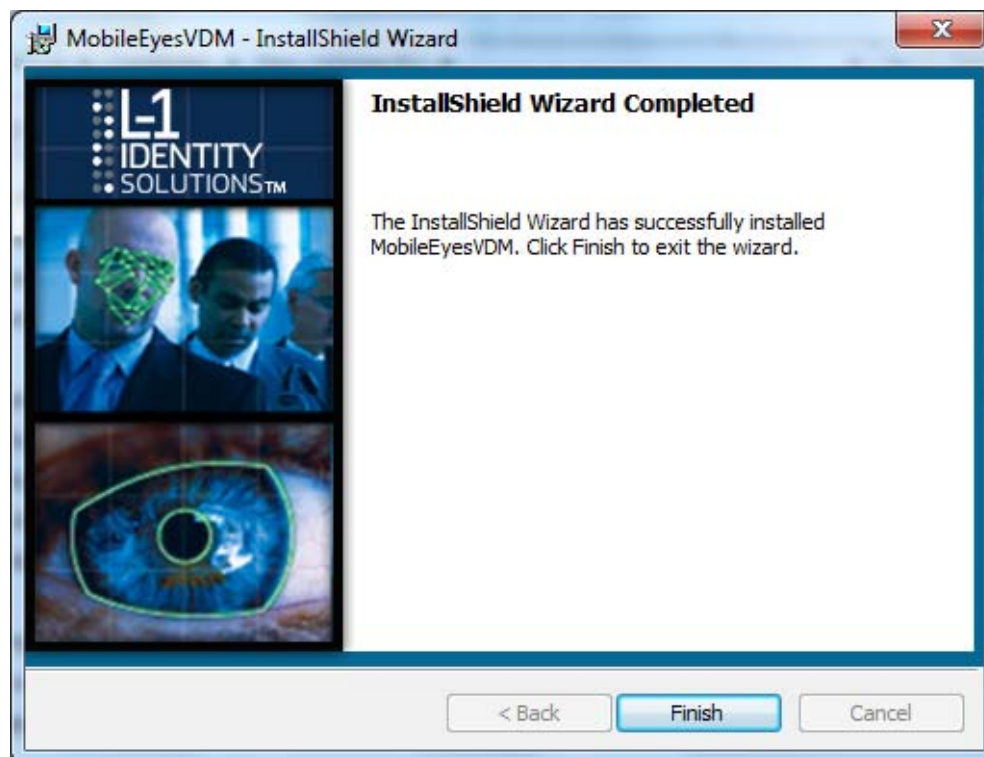 MobileEyesVDM - InstallShield Wizard
L-1
IDENTITY
SOLUTIONS™
InstallShield Wizard Completed
The InstallShield Wizard has successfully installed
MobileEyesVDM. Click Finish to exit the wizard.
< Back
Finish
Cancel